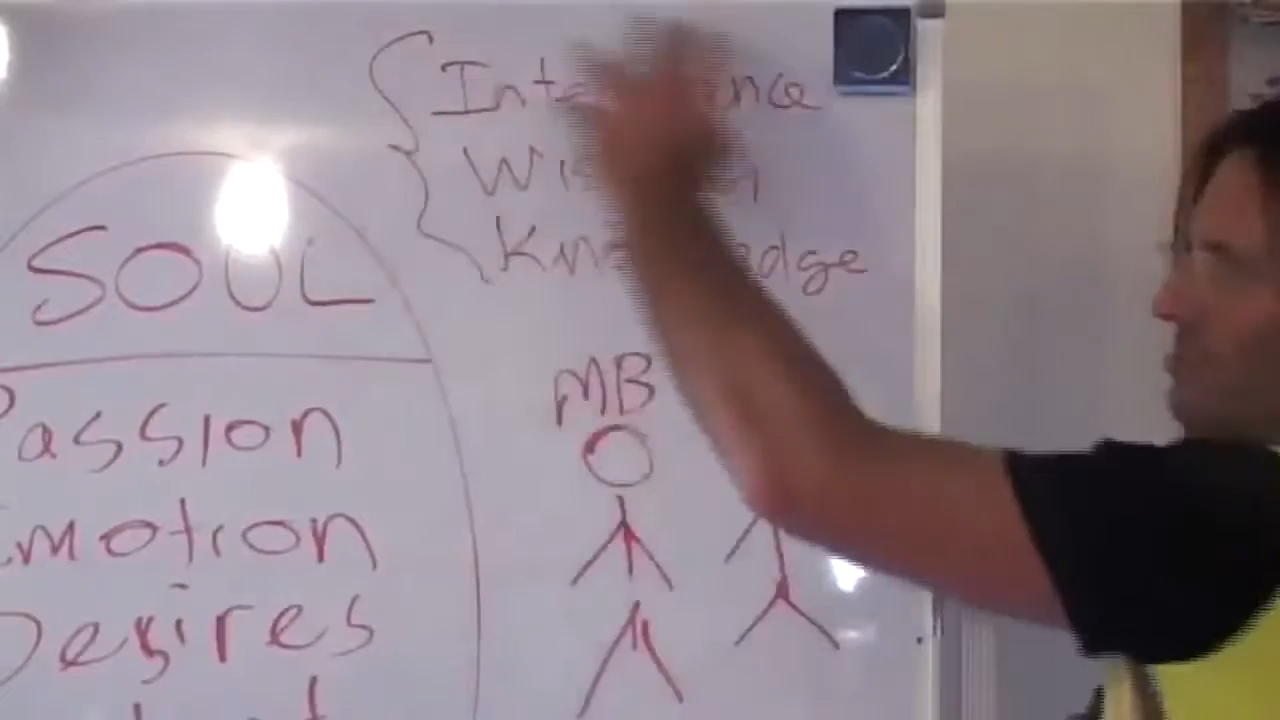 Intelligence
Wisdom
Knowledge
SOUL
MB
Passion
Emotion
Desires